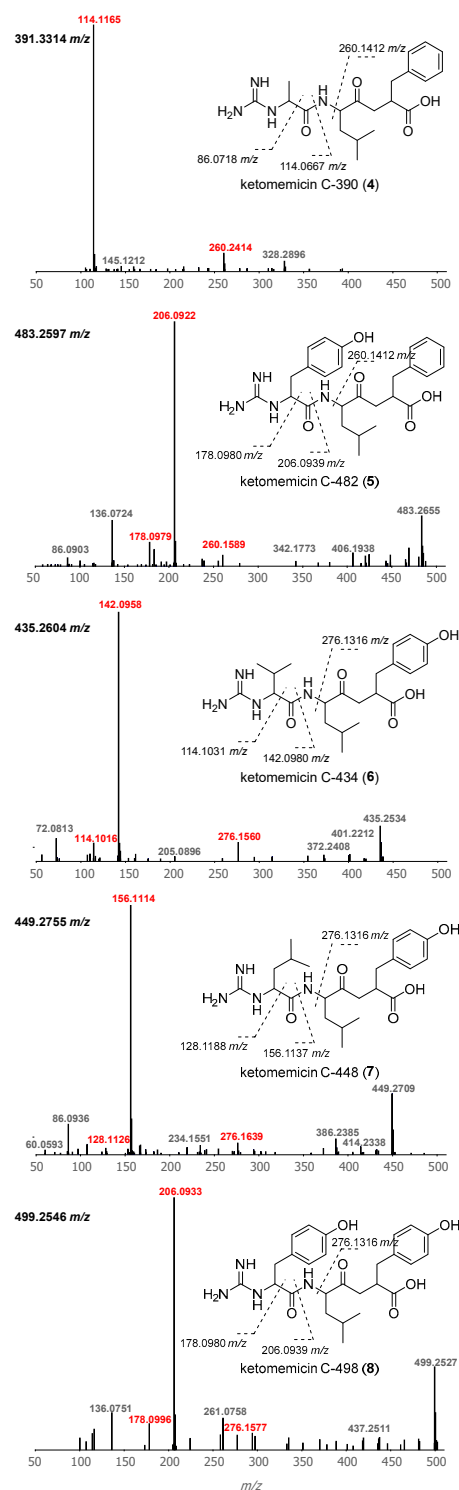 114.1165
391.3314 m/z
260.1412 m/z
O
NH
H
N
OH
H₂N
N
H
O
O
86.0718 m/z
114.0667 m/z
ketomemicin C-390 (4)
145.1212
260.2414
328.2896
50 100 150 200 250 300 350 400 450 500
206.0922
483.2597 m/z
OH
260.1412 m/z
O
NH
H
N
OH
H₂N
N
H
O
O
178.0980 m/z
206.0939 m/z
ketomemicin C-482 (5)
136.0724
483.2655
86.0903
178.0979
260.1589
342.1773
406.1938
50 100 150 200 250 300 350 400 450 500
142.0958
435.2604 m/z
OH
276.1316 m/z
O
NH
H
N
OH
H₂N
N
H
O
O
114.1031 m/z
142.0980 m/z
ketomemicin C-434 (6)
72.0813
114.1016
205.0896
276.1560
372.2408
401.2212
435.2534
50 100 150 200 250 300 350 400 450 500
156.1114
449.2755 m/z
OH
276.1316 m/z
O
NH
H
N
OH
H₂N
N
H
O
O
128.1188 m/z
156.1137 m/z
ketomemicin C-448 (7)
60.0593
86.0936
128.1126
234.1551
276.1639
386.2385
414.2338
449.2709
50 100 150 200 250 300 350 400 450 500
206.0933
499.2546 m/z
OH
OH
276.1316 m/z
O
NH
H
N
OH
H₂N
N
H
O
O
178.0980 m/z
206.0939 m/z
ketomemicin C-498 (8)
136.0751
178.0996
261.0758
276.1577
437.2511
499.2527
50 100 150 200 250 300 350 400 450 500
m/z